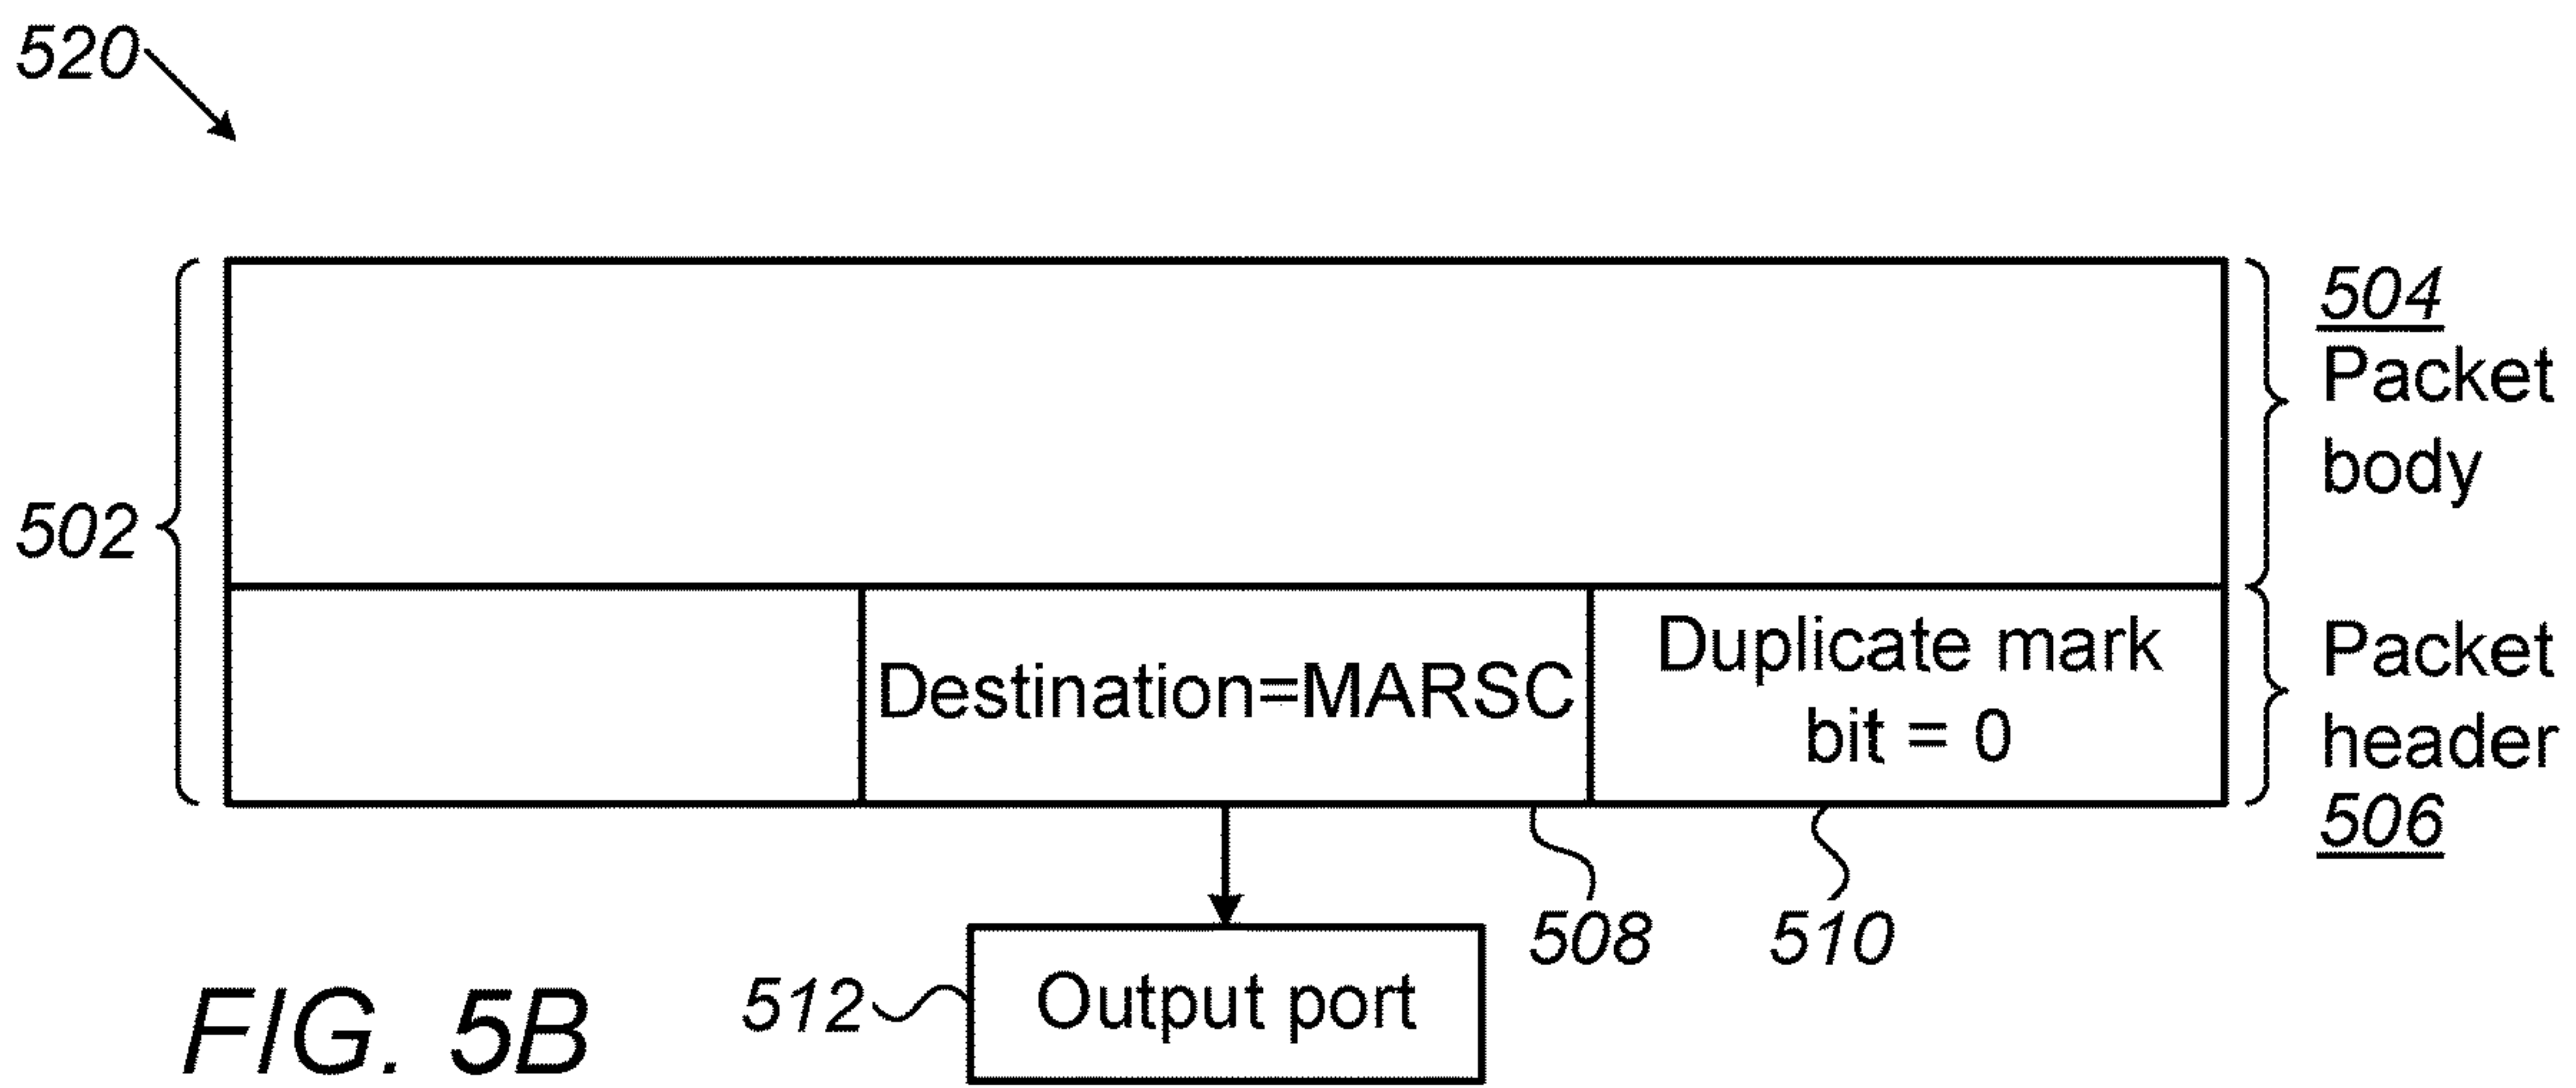 520
504
Packet
body
502
Destination=MARSC
Duplicate mark
bit = 0
Packet
header
506
508
510
512
Output port
FIG. 5B